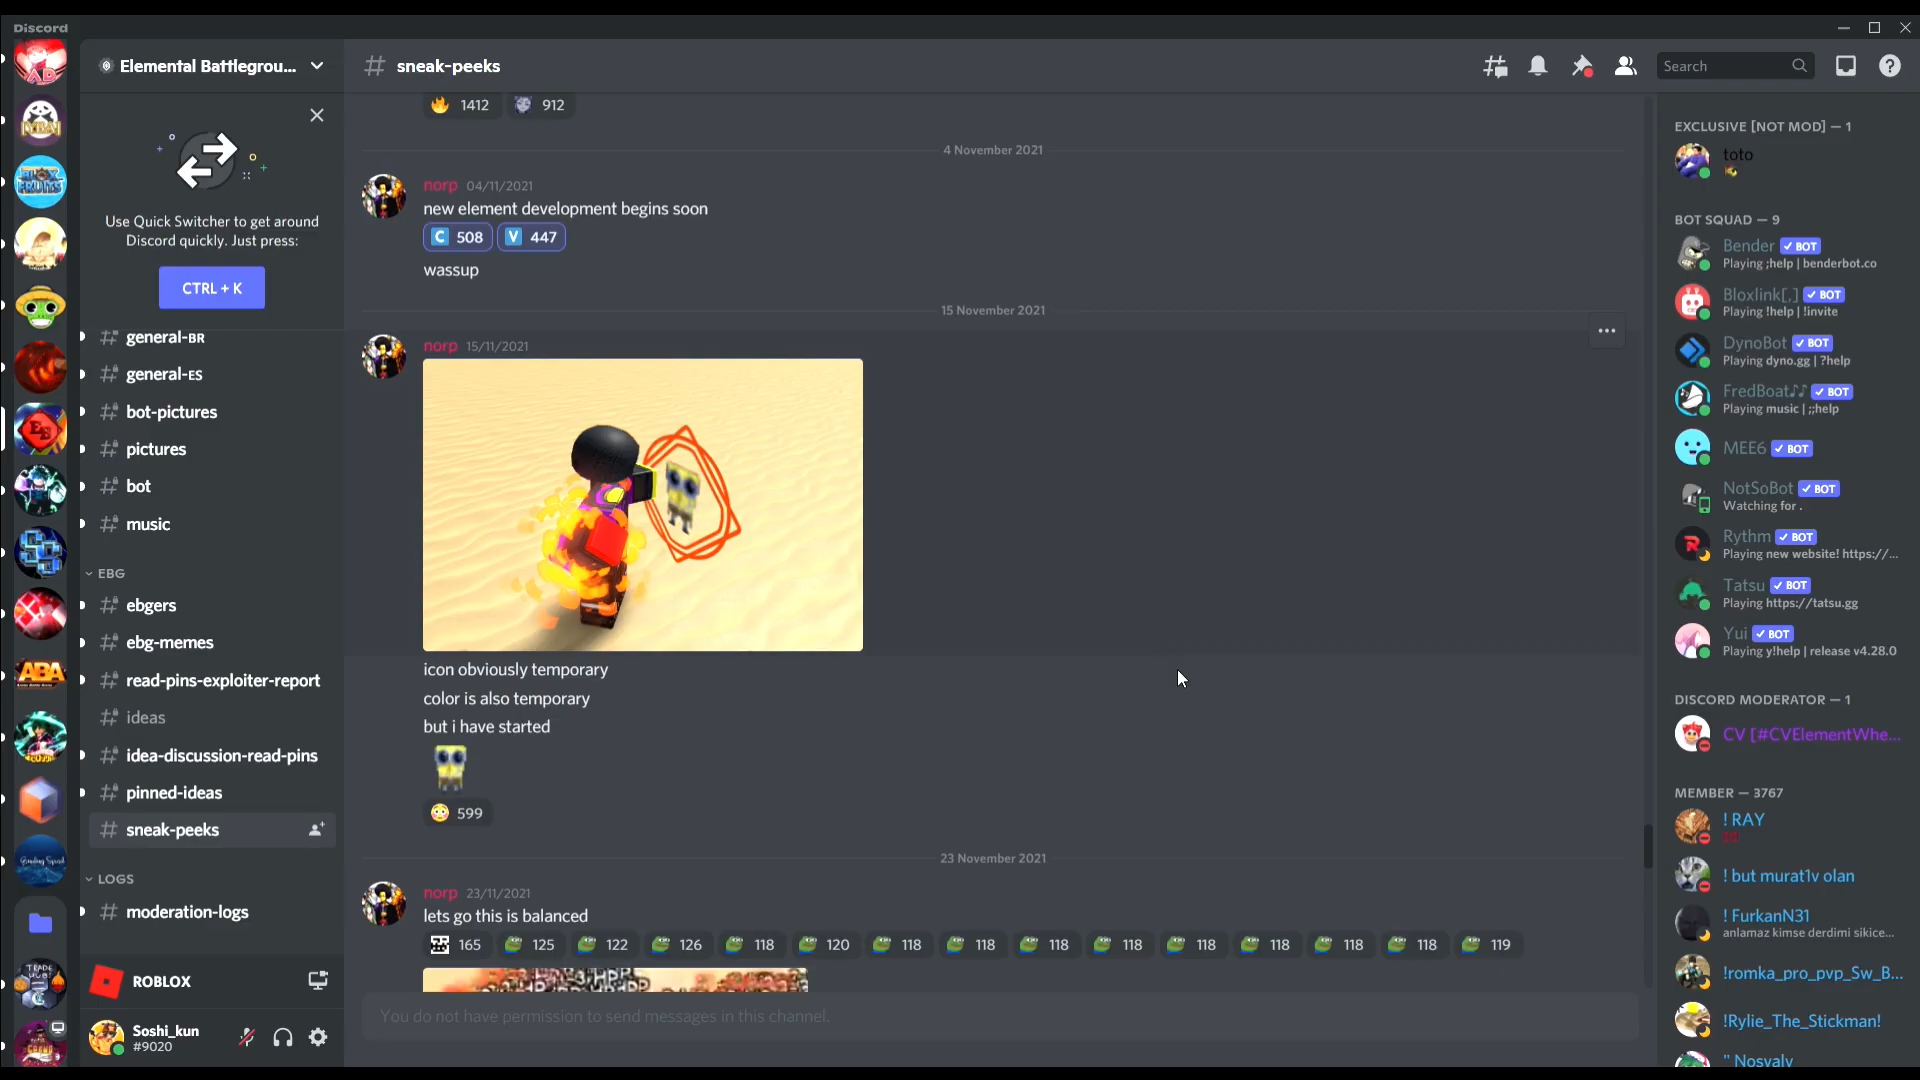 Discord
Elemental Battlegrou...
Use Quick Switcher to get around
Discord quickly. Just press:
CTRL + K
general-BR
general-ES
bot-pictures
pictures
bot
music
EBG
ebgers
ebg-memes
read-pins-exploiter-report
ideas
idea-discussion-read-pins
pinned-ideas
sneak-peeks
LOGS
moderation-logs
ROBLOX
Soshi_kun
#9020
sneak-peeks
Search
1412 912
4 November 2021
norp 04/11/2021
new element development begins soon
C 508 V 447
wassup
15 November 2021
norp 15/11/2021
icon obviously temporary
color is also temporary
but i have started
599
23 November 2021
norp 23/11/2021
lets go this is balanced
165 125 122 126 118 120 118 118 118 118 118 118 118 118 119
You do not have permission to send messages in this channel.
EXCLUSIVE [NOT MOD] — 1
toto
BOT SQUAD — 9
Bender ✓ BOT
Playing ;help | benderbot.co
Bloxlink[,] ✓ BOT
Playing !help | !invite
DynoBot ✓ BOT
Playing dyno.gg | ?help
FredBoat♪♪ ✓ BOT
Playing music | ;;help
MEE6 ✓ BOT
NotSoBot ✓ BOT
Watching for .
Rythm ✓ BOT
Playing new website! https://...
Tatsu ✓ BOT
Playing https://tatsu.gg
Yui ✓ BOT
Playing y!help | release v4.28.0
DISCORD MODERATOR — 1
CV [#CVElementWhe...
MEMBER — 3767
! RAY
! but murat1v olan
! FurkanN31
anlamaz kimse derdimi sikice...
!romka_pro_pvp_Sw_B...
!Rylie_The_Stickman!
" Nosvalv
AD
BLOX FRUITS
EB
ABA
TRADE HUB!